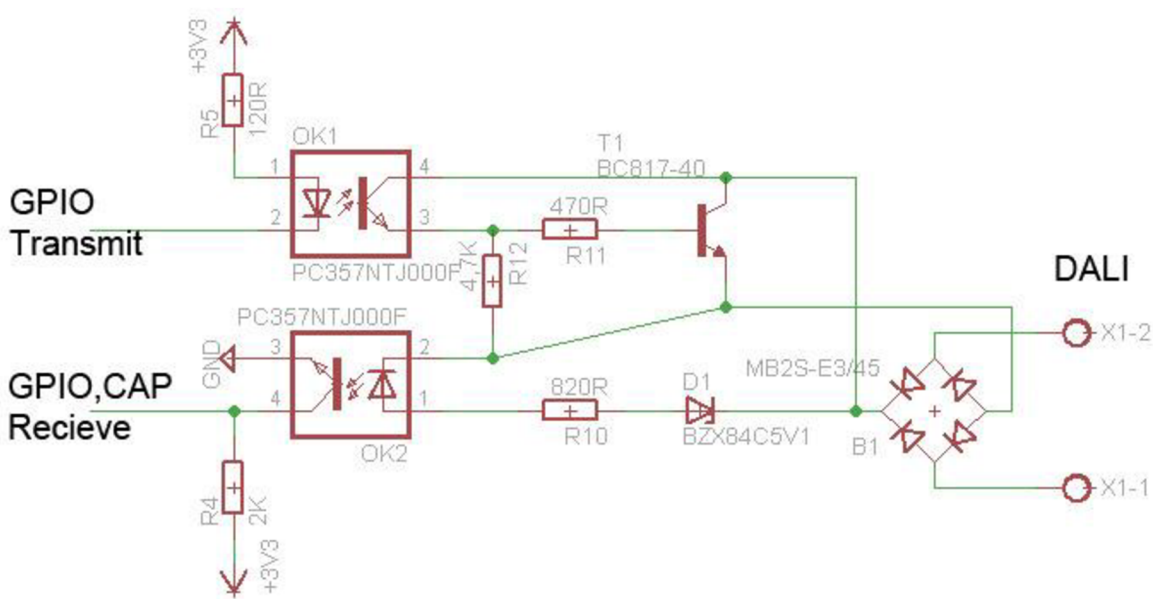 +3V3
R5
120R
OK1
1
4
T1
BC817-40
GPIO
Transmit
2
3
470R
R11
PC357NTJ000F
4,7K
R12
DALI
PC357NTJ000F
X1-2
GND
3
2
MB2S-E3/45
GPIO,CAP
Recieve
4
1
820R
R10
D1
BZX84C5V1
B1
OK2
X1-1
R4
2K
+3V3